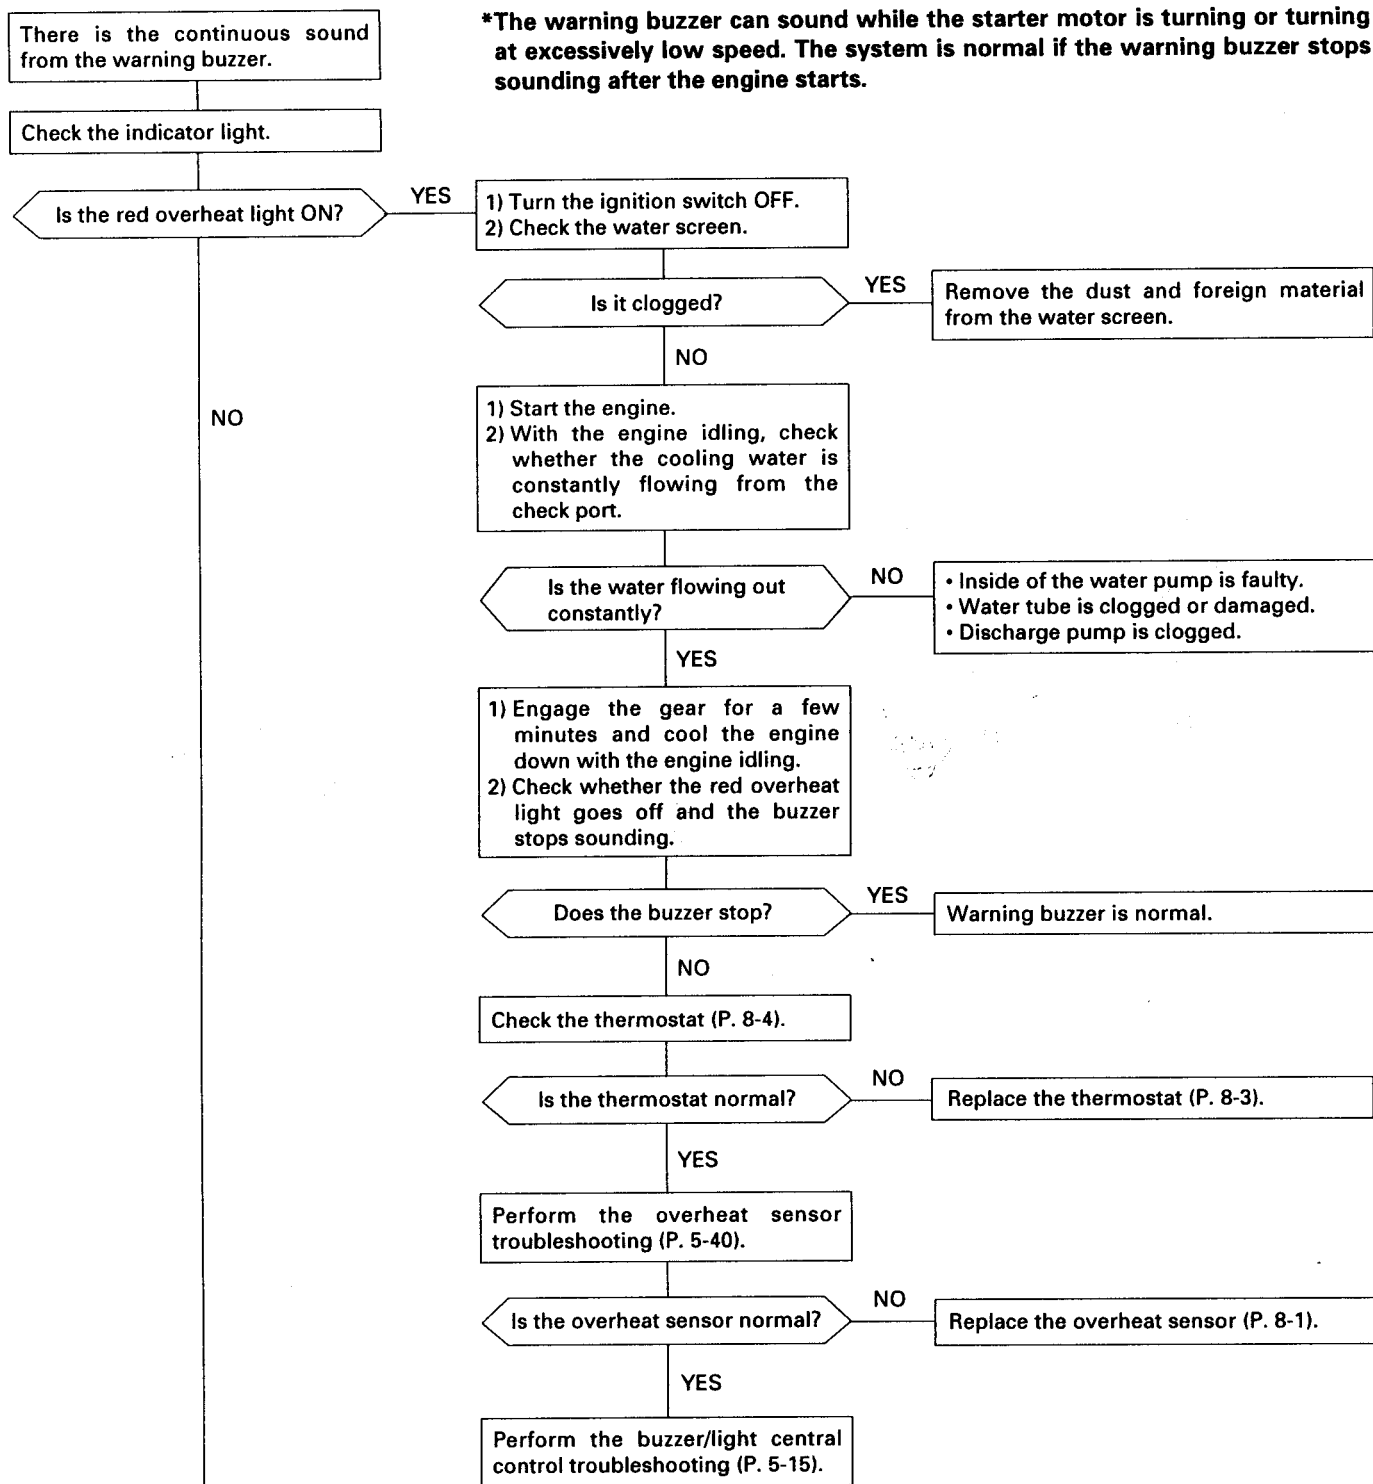 There is the continuous sound
from the warning buzzer.
*The warning buzzer can sound while the starter motor is turning or turning
at excessively low speed. The system is normal if the warning buzzer stops
sounding after the engine starts.
Check the indicator light.
Is the red overheat light ON?
YES
1) Turn the ignition switch OFF.
2) Check the water screen.
Is it clogged?
YES
Remove the dust and foreign material
from the water screen.
NO
NO
1) Start the engine.
2) With the engine idling, check
whether the cooling water is
constantly flowing from the
check port.
Is the water flowing out
constantly?
NO
• Inside of the water pump is faulty.
• Water tube is clogged or damaged.
• Discharge pump is clogged.
YES
1) Engage the gear for a few
minutes and cool the engine
down with the engine idling.
2) Check whether the red overheat
light goes off and the buzzer
stops sounding.
Does the buzzer stop?
YES
Warning buzzer is normal.
NO
Check the thermostat (P. 8-4).
Is the thermostat normal?
NO
Replace the thermostat (P. 8-3).
YES
Perform the overheat sensor
troubleshooting (P. 5-40).
Is the overheat sensor normal?
NO
Replace the overheat sensor (P. 8-1).
YES
Perform the buzzer/light central
control troubleshooting (P. 5-15).